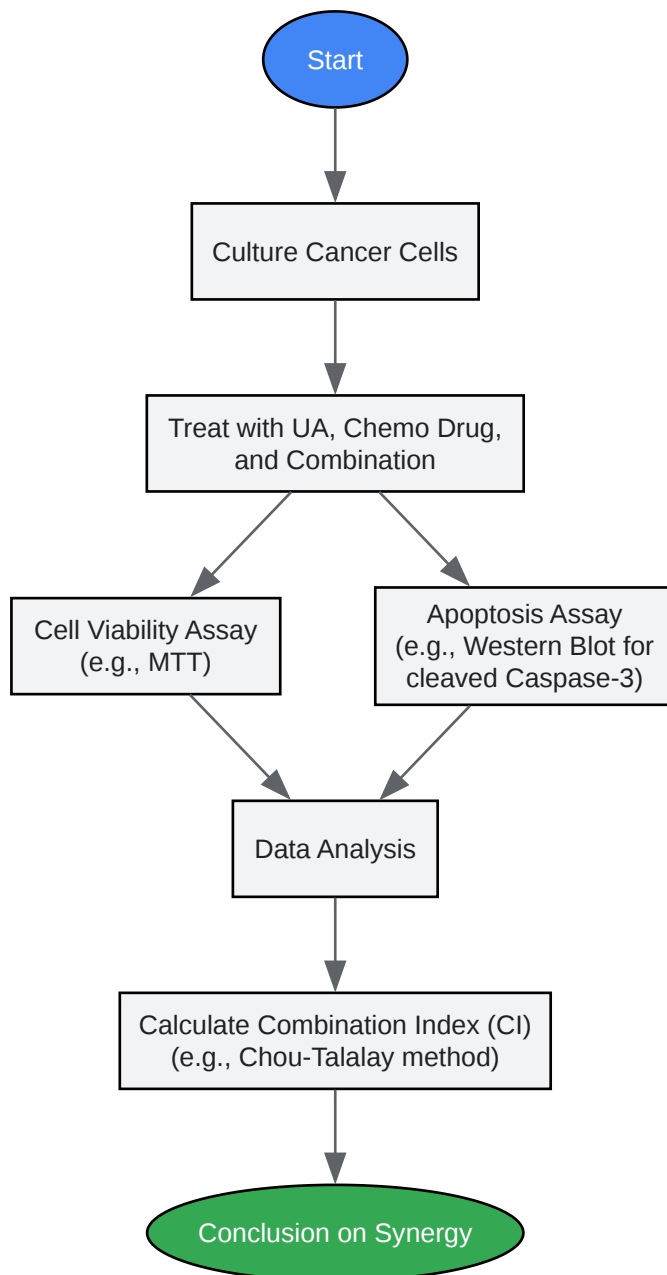 Start
Culture Cancer Cells
Treat with UA, Chemo Drug,
and Combination
Cell Viability Assay
(e.g., MTT)
Apoptosis Assay
(e.g., Western Blot for
cleaved Caspase-3)
Data Analysis
Calculate Combination Index (CI)
(e.g., Chou-Talalay method)
Conclusion on Synergy